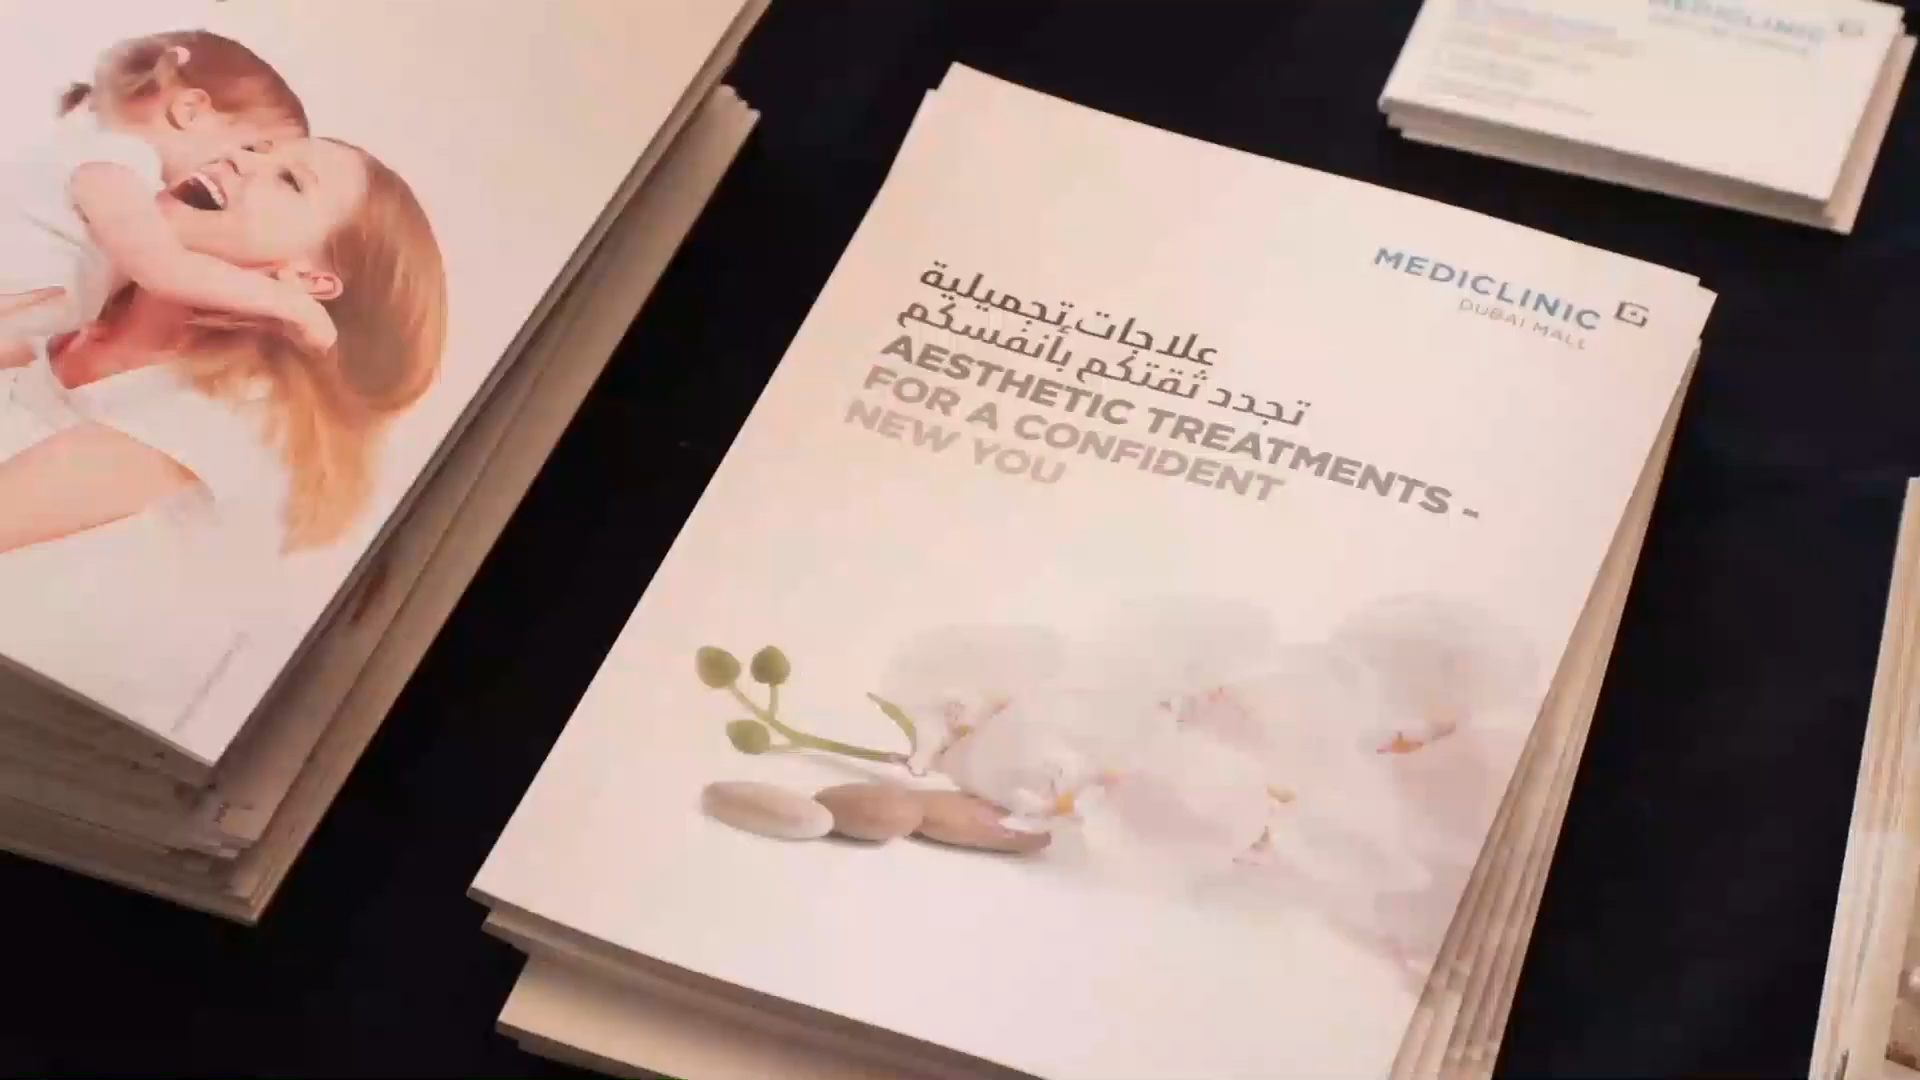 MEDICLINIC
DUBAI MALL
علاجات تجميلية
تجدد ثقتكم بأنفسكم
AESTHETIC TREATMENTS -
FOR A CONFIDENT
NEW YOU
MEDICLINIC